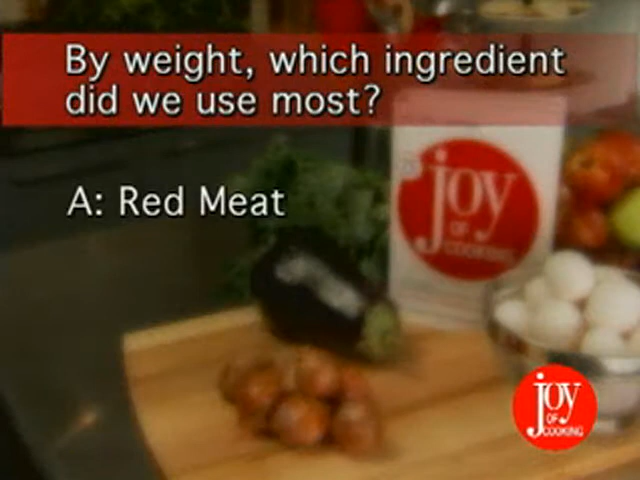 By weight, which ingredient
did we use most?
A: Red Meat
joy
OF
COOKING
joy
OF
COOKING